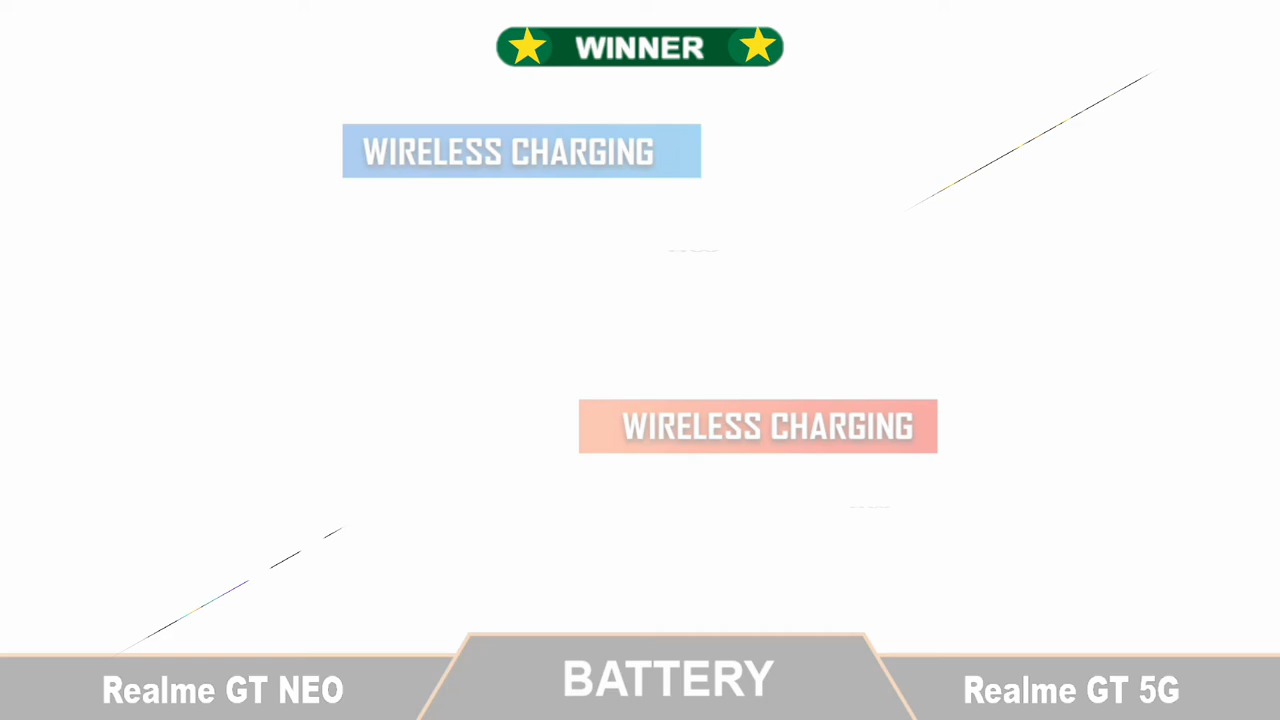 WINNER
WIRELESS CHARGING
WIRELESS CHARGING
BATTERY
Realme GT NEO
Realme GT 5G